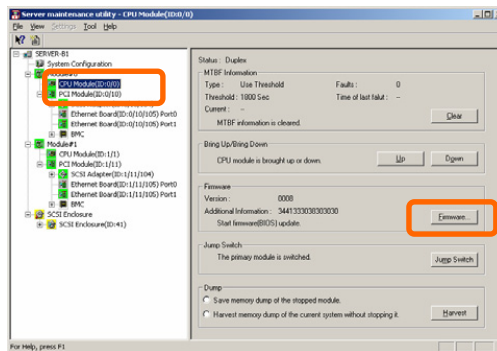 Server maintenance utility - CPU Module(ID:0/0)
File View Settings Tool Help
SERVER-B1
System Configuration
Module#0
CPU Module(ID:0/0)
PCI Module(ID:0/10)
Ethernet Board(ID:0/10/105) Port0
Ethernet Board(ID:0/10/105) Port1
BMC
Module#1
CPU Module(ID:1/1)
PCI Module(ID:1/11)
SCSI Adapter(ID:1/11/104)
Ethernet Board(ID:1/11/105) Port0
Ethernet Board(ID:1/11/105) Port1
BMC
SCSI Enclosure
SCSI Enclosure(ID:41)
Status : Duplex
MTBF Information
Type : Use Threshold Faults : 0
Threshold : 1800 Sec Time of last falut : --
Current : --
MTBF information is cleared. Clear
Bring Up/Bring Down
CPU module is brought up or down. Up Down
Firmware
Version : 0008
Additional Information : 3441333038303030
Start firmware(BIOS) update. Firmware...
Jump Switch
The primary module is switched. Jump Switch
Dump
Save memory dump of the stopped module.
Harvest memory dump of the current system without stopping it. Harvest
For Help, press F1